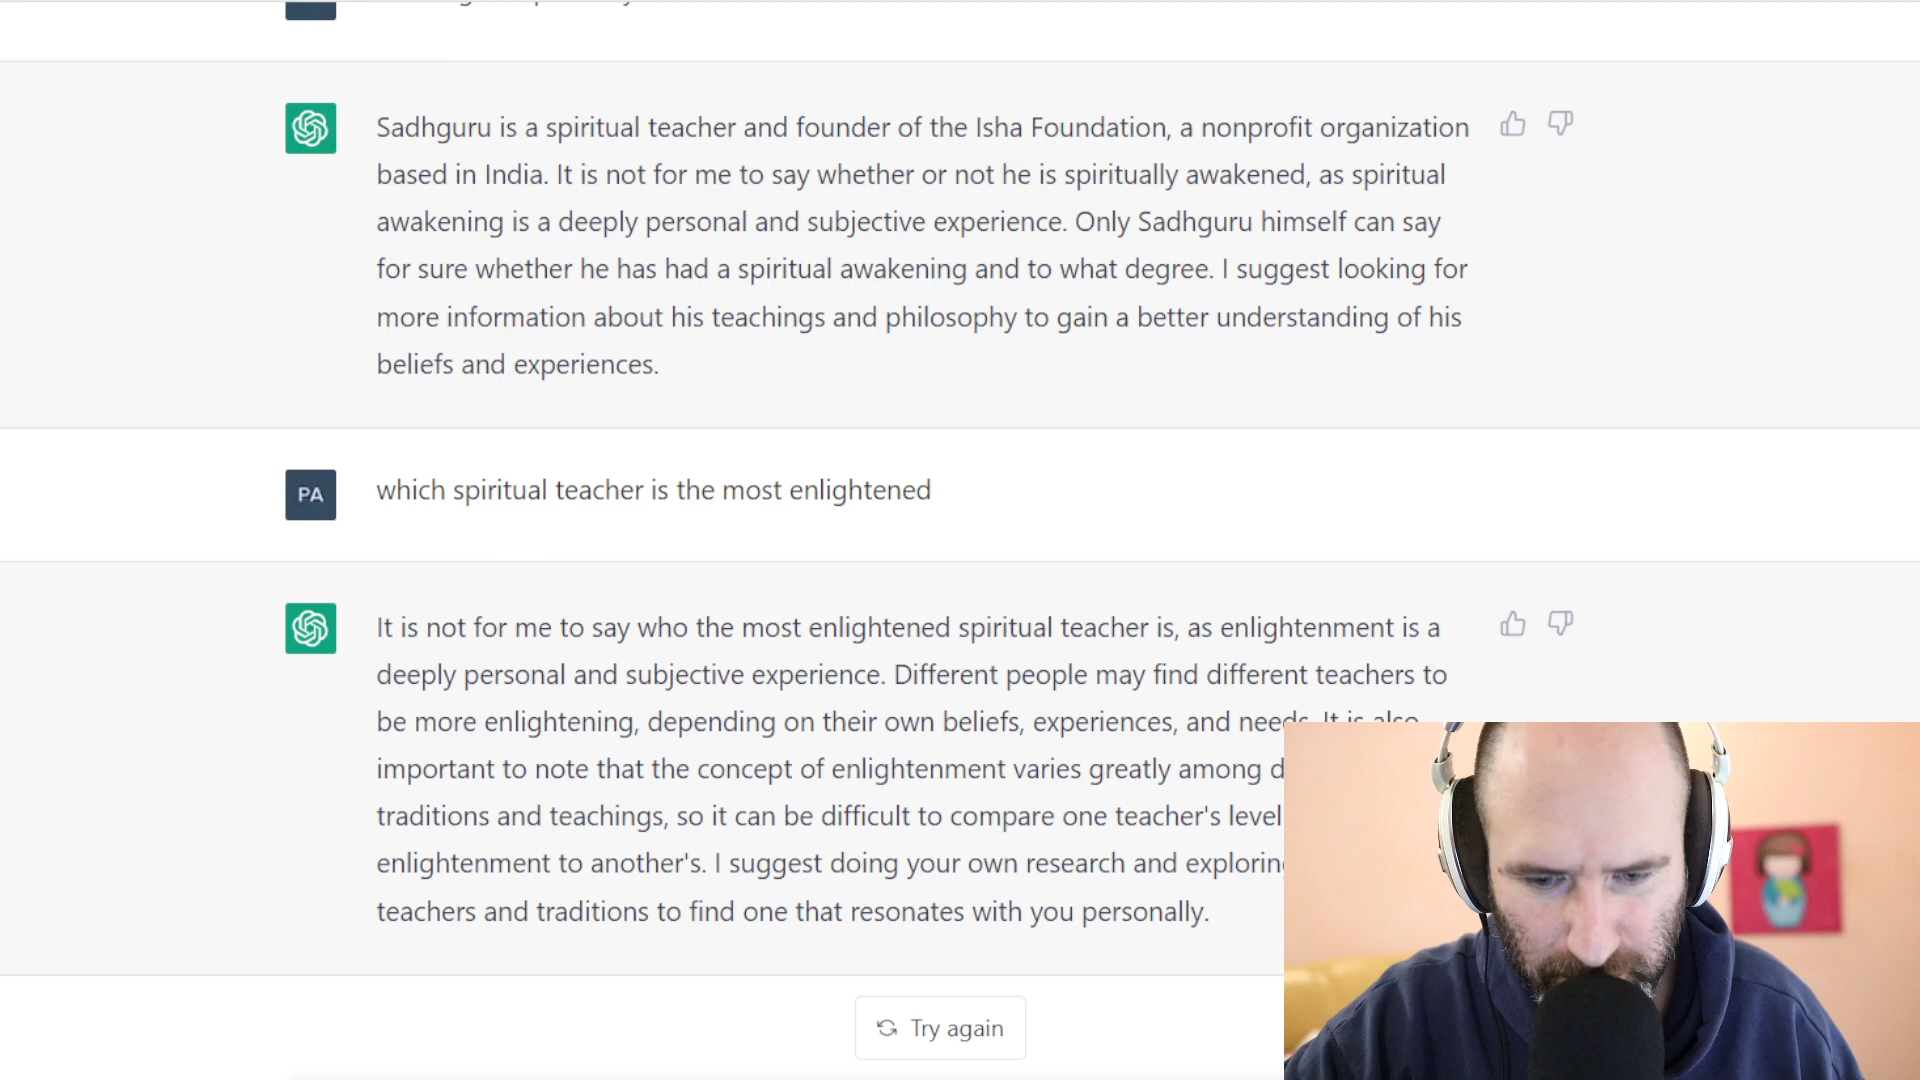 Sadhguru is a spiritual teacher and founder of the Isha Foundation, a nonprofit organization
based in India. It is not for me to say whether or not he is spiritually awakened, as spiritual
awakening is a deeply personal and subjective experience. Only Sadhguru himself can say
for sure whether he has had a spiritual awakening and to what degree. I suggest looking for
more information about his teachings and philosophy to gain a better understanding of his
beliefs and experiences.
PA
which spiritual teacher is the most enlightened
It is not for me to say who the most enlightened spiritual teacher is, as enlightenment is a
deeply personal and subjective experience. Different people may find different teachers to
be more enlightening, depending on their own beliefs, experiences, and needs. It is also
important to note that the concept of enlightenment varies greatly among
traditions and teachings, so it can be difficult to compare one teacher's level
enlightenment to another's. I suggest doing your own research and exploring
teachers and traditions to find one that resonates with you personally.
Try again